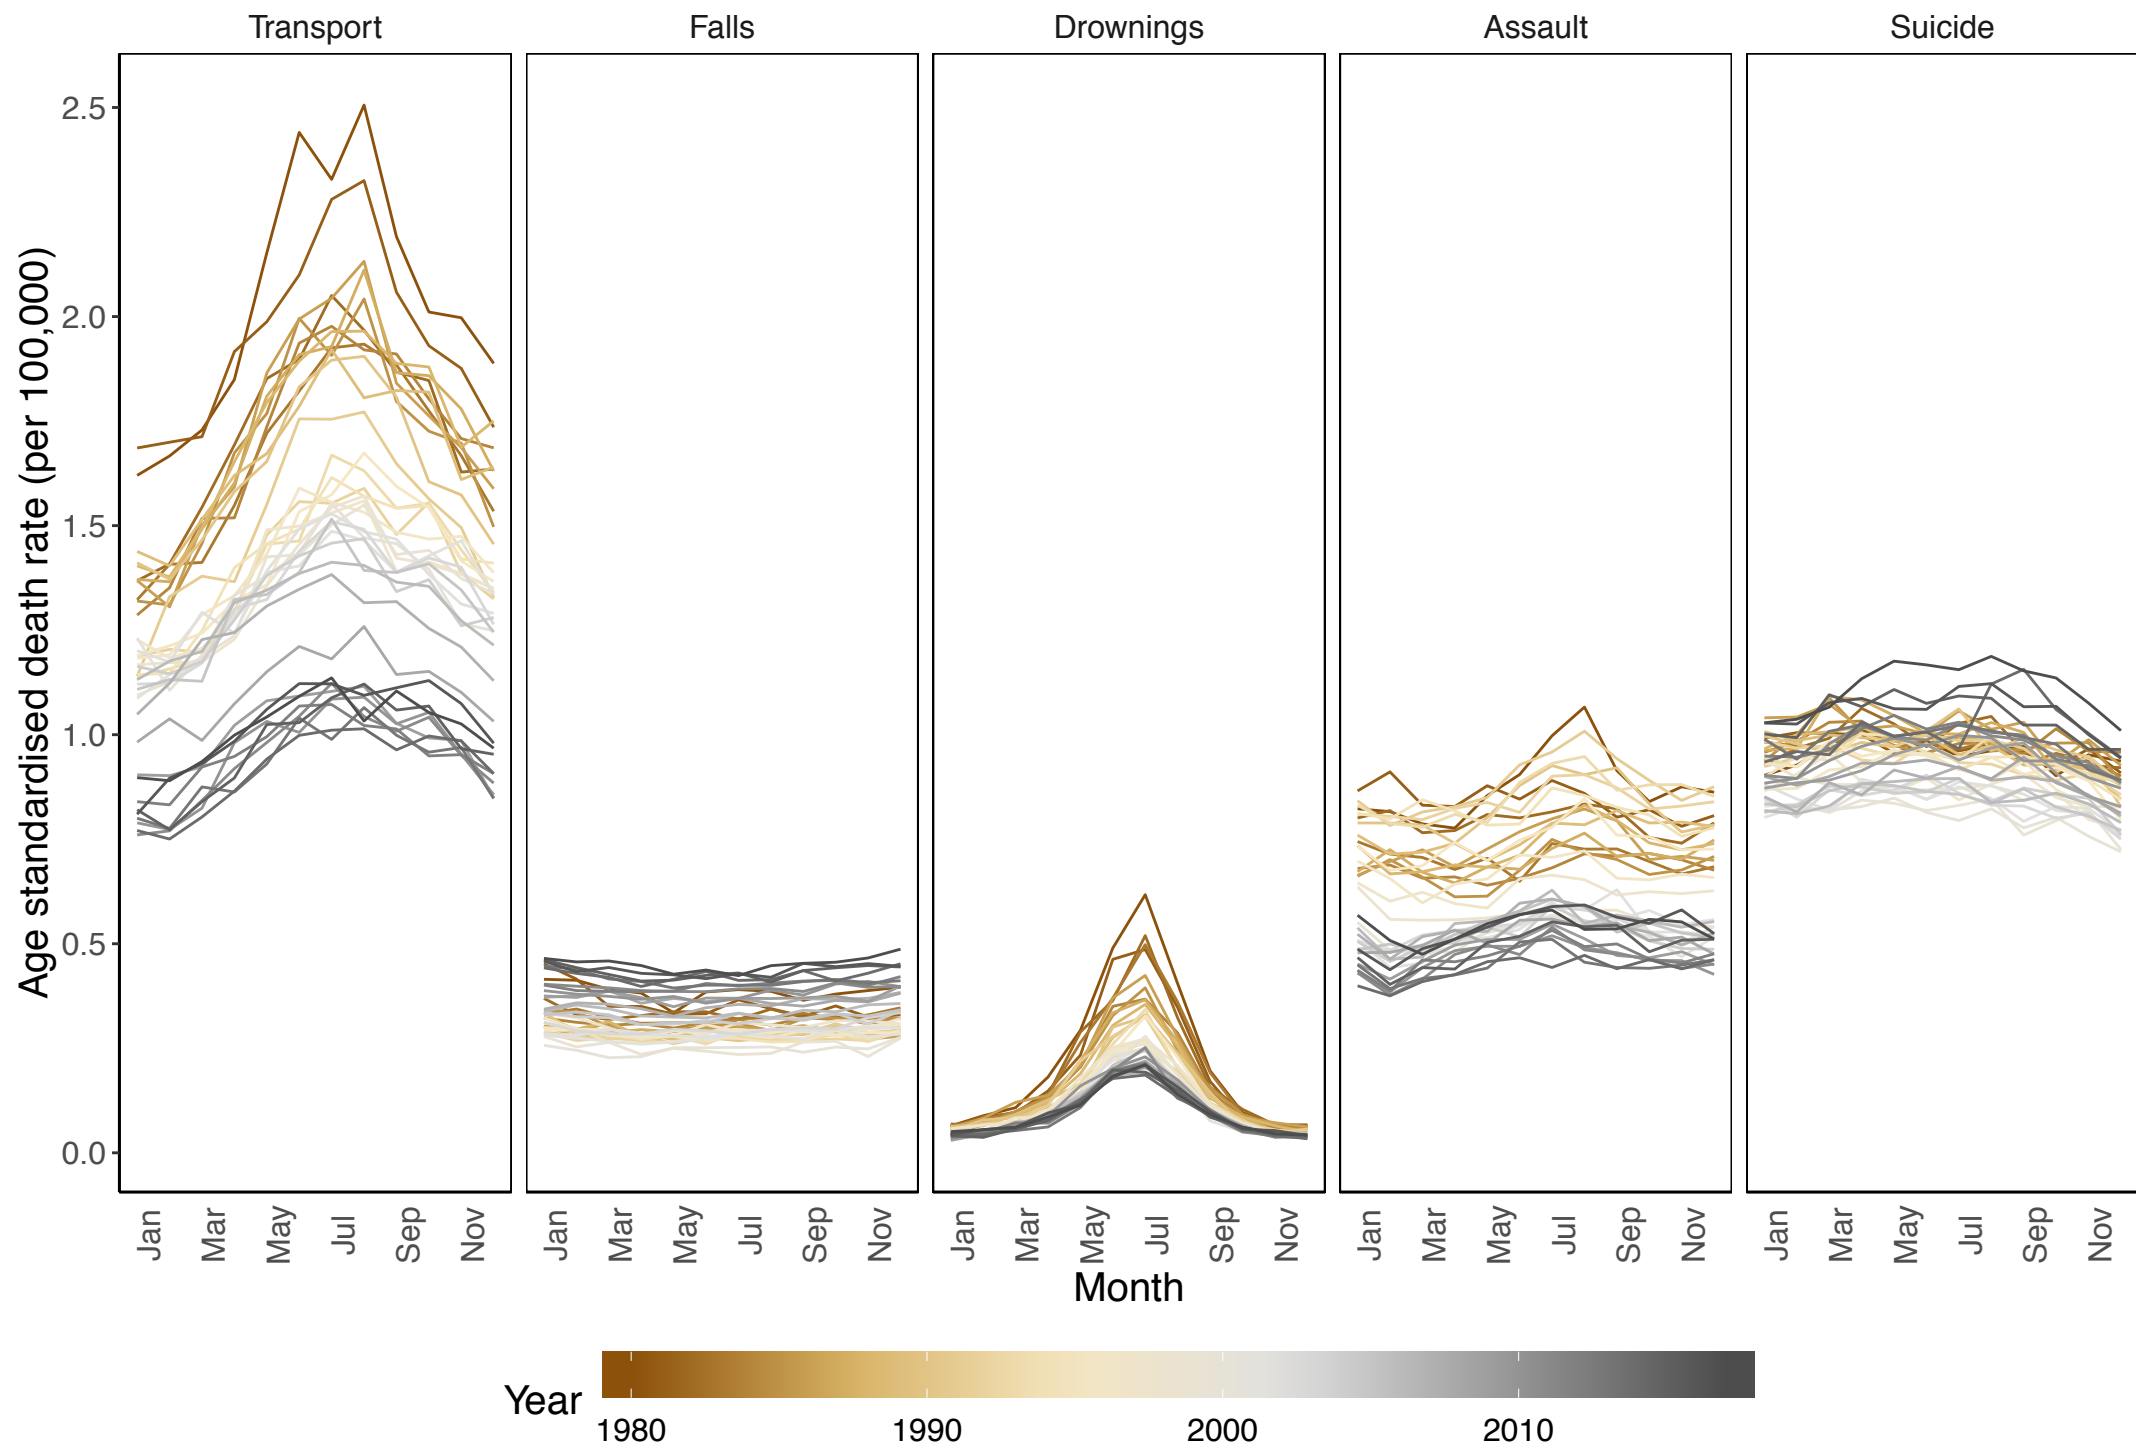 Transport Falls Drownings Assault Suicide
Age standardised death rate (per 100,000)
2.5
2.0
1.5
1.0
0.5
0.0
Jan Mar May Jul Sep Nov Jan Mar May Jul Sep Nov Jan Mar May Jul Sep Nov Jan Mar May Jul Sep Nov Jan Mar May Jul Sep Nov
Month
Year
1980 1990 2000 2010